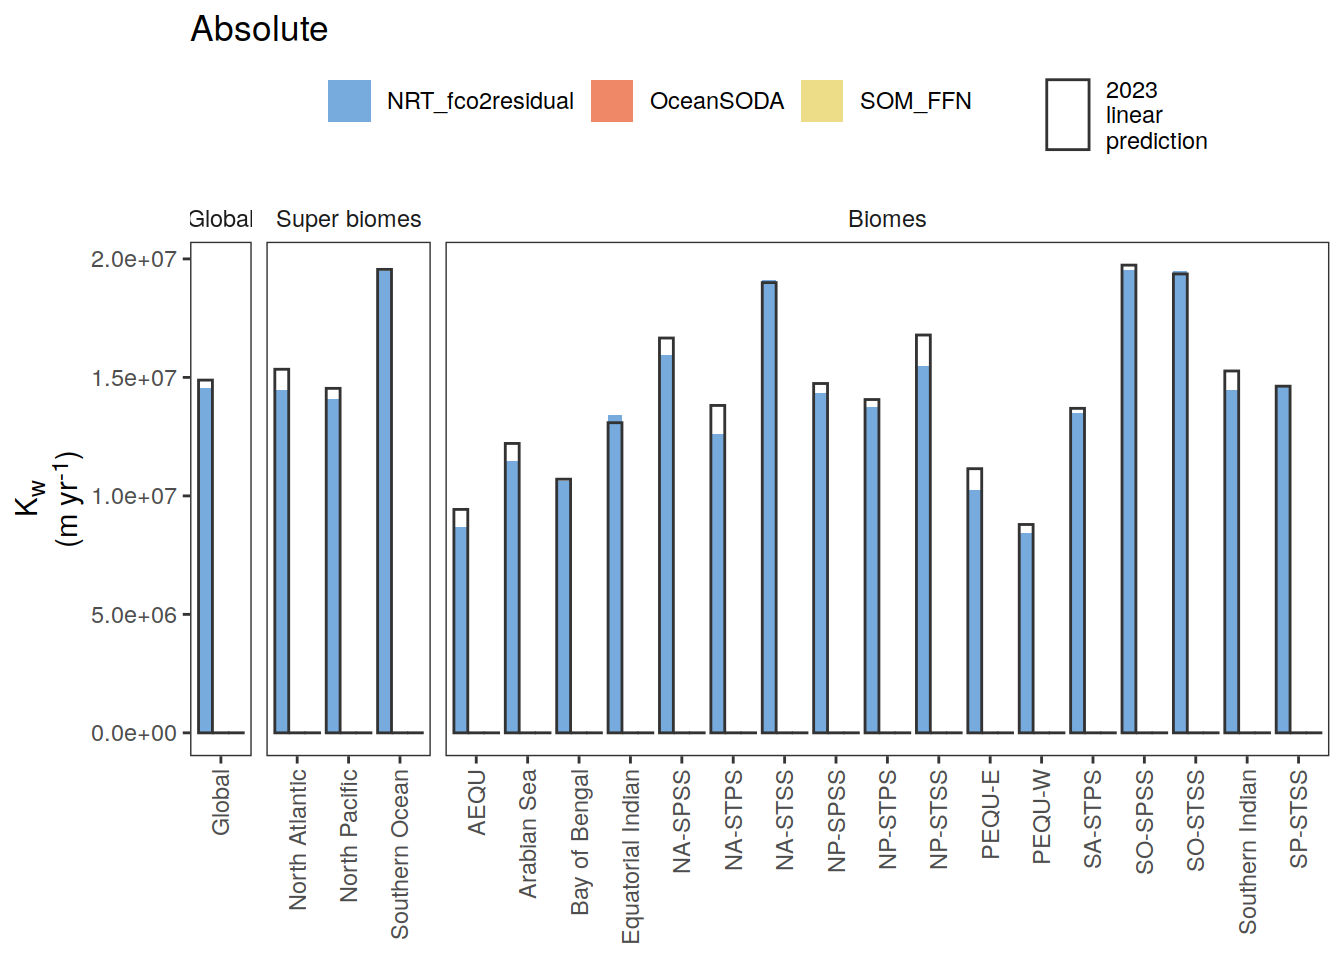 Absolute
NRT_fco2residual
OceanSODA
SOM_FFN
2023
linear
prediction
Global
Super biomes
Biomes
Kw
(m yr-1)
2.0e+07
1.5e+07
1.0e+07
5.0e+06
0.0e+00
Global
North Atlantic
North Pacific
Southern Ocean
AEQU
Arabian Sea
Bay of Bengal
Equatorial Indian
NA-SPSS
NA-STPS
NA-STSS
NP-SPSS
NP-STPS
NP-STSS
PEQU-E
PEQU-W
SA-STPS
SO-SPSS
SO-STSS
Southern Indian
SP-STSS